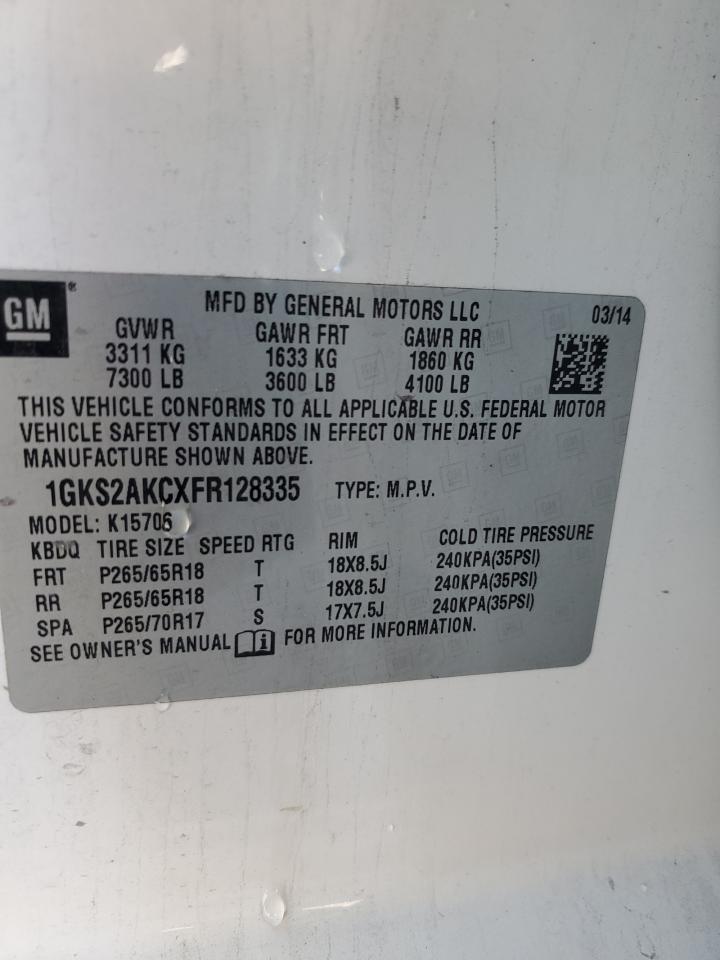 GM®
MFD BY GENERAL MOTORS LLC 03/14
GVWR GAWR FRT GAWR RR
3311 KG 1633 KG 1860 KG
7300 LB 3600 LB 4100 LB
THIS VEHICLE CONFORMS TO ALL APPLICABLE U.S. FEDERAL MOTOR
VEHICLE SAFETY STANDARDS IN EFFECT ON THE DATE OF
MANUFACTURE SHOWN ABOVE.
1GKS2AKCXFR128335 TYPE: M.P.V.
MODEL: K15706
KBDQ TIRE SIZE SPEED RTG RIM COLD TIRE PRESSURE
FRT P265/65R18 T 18X8.5J 240KPA(35PSI)
RR P265/65R18 T 18X8.5J 240KPA(35PSI)
SPA P265/70R17 S 17X7.5J 240KPA(35PSI)
SEE OWNER'S MANUAL FOR MORE INFORMATION.